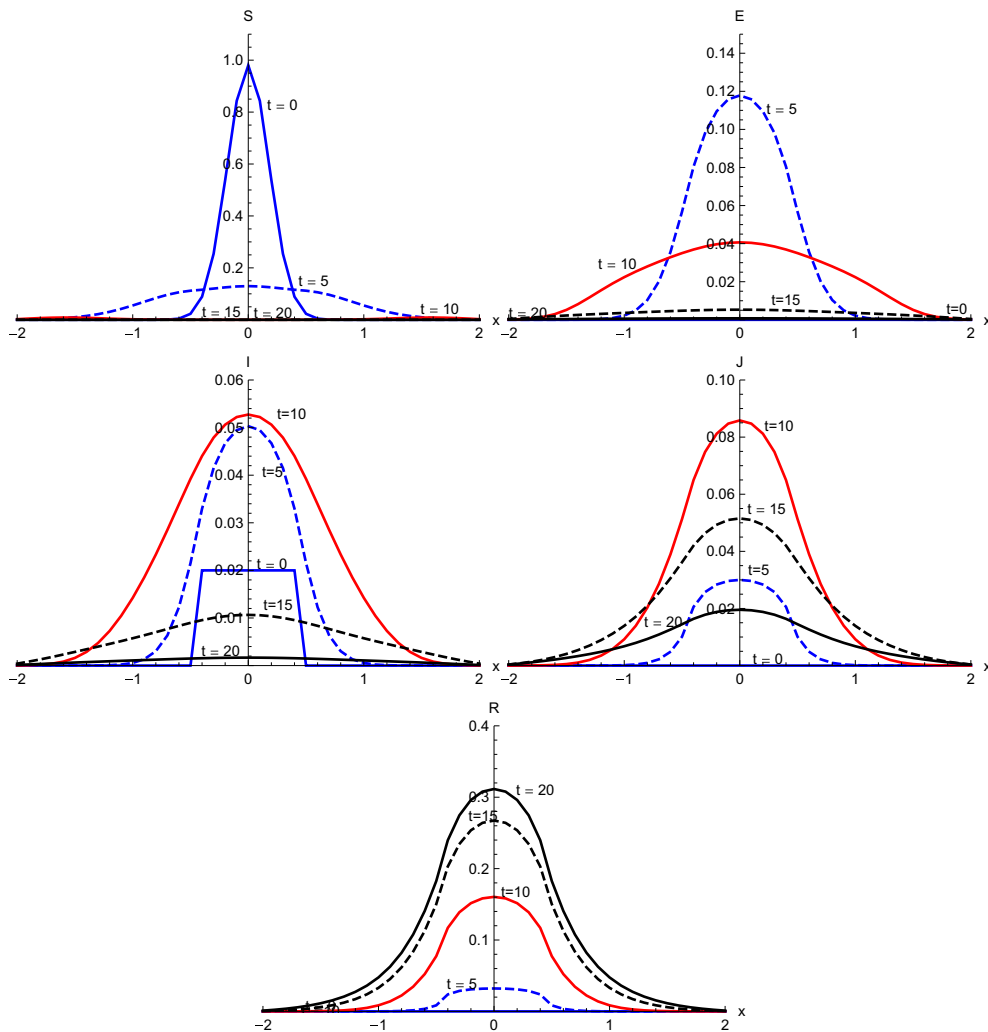 S
1.0
t = 0
0.8
0.6
0.4
0.2
t = 5
t = 15
t = 20
t = 10
x
−2
−1
0
1
2
E
0.14
0.12
t = 5
0.10
0.08
0.06
0.04
t = 10
0.02
t=15
t = 20
t=0
x
−2
−1
0
1
2
I
0.06
t=10
0.05
t=5
0.04
0.03
t = 0
0.02
t=15
0.01
t = 20
x
−2
−1
0
1
2
J
0.10
0.08
t=10
0.06
t = 15
0.04
t=5
0.02
t = 20
t = 0
x
−2
−1
0
1
2
R
0.4
t = 20
0.3
t=15
0.2
t=10
0.1
t = 5
x
−2
−1
0
1
2